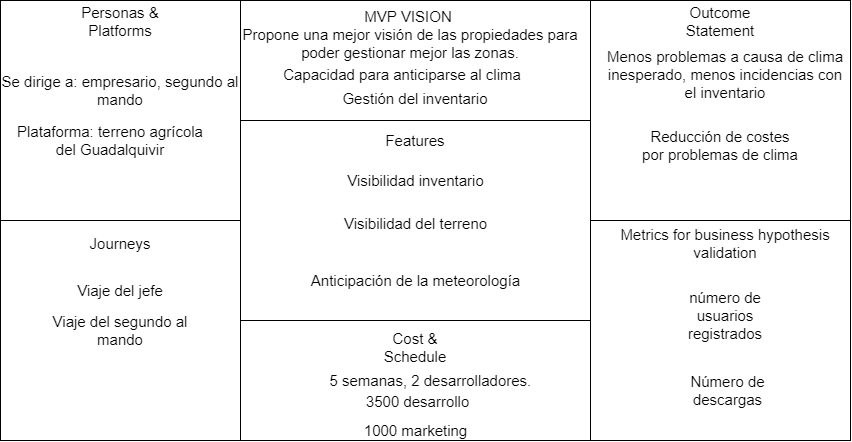 Personas &
Platforms
Se dirige a: empresario, segundo al
mando
Plataforma: terreno agrícola
del Guadalquivir
MVP VISION
Propone una mejor visión de las propiedades para
poder gestionar mejor las zonas.
Capacidad para anticiparse al clima
Gestión del inventario
Outcome
Statement
Menos problemas a causa de clima
inesperado, menos incidencias con
el inventario
Reducción de costes
por problemas de clima
Features
Visibilidad inventario
Visibilidad del terreno
Anticipación de la meteorología
Journeys
Viaje del jefe
Viaje del segundo al
mando
Cost &
Schedule
5 semanas, 2 desarrolladores.
3500 desarrollo
1000 marketing
Metrics for business hypothesis
validation
número de
usuarios
registrados
Número de
descargas